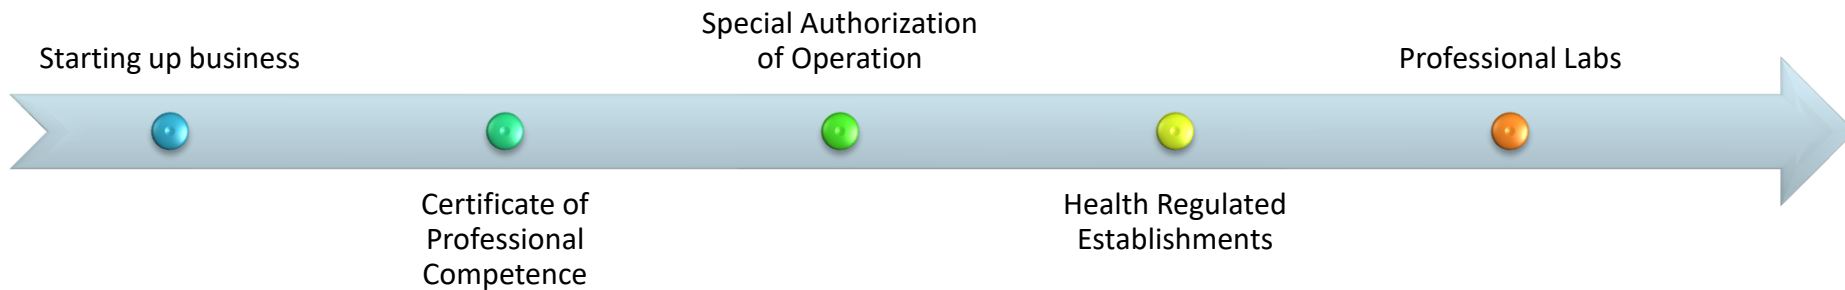 Starting up business
Certificate of
Professional
Competence
Special Authorization
of Operation
Health Regulated
Establishments
Professional Labs